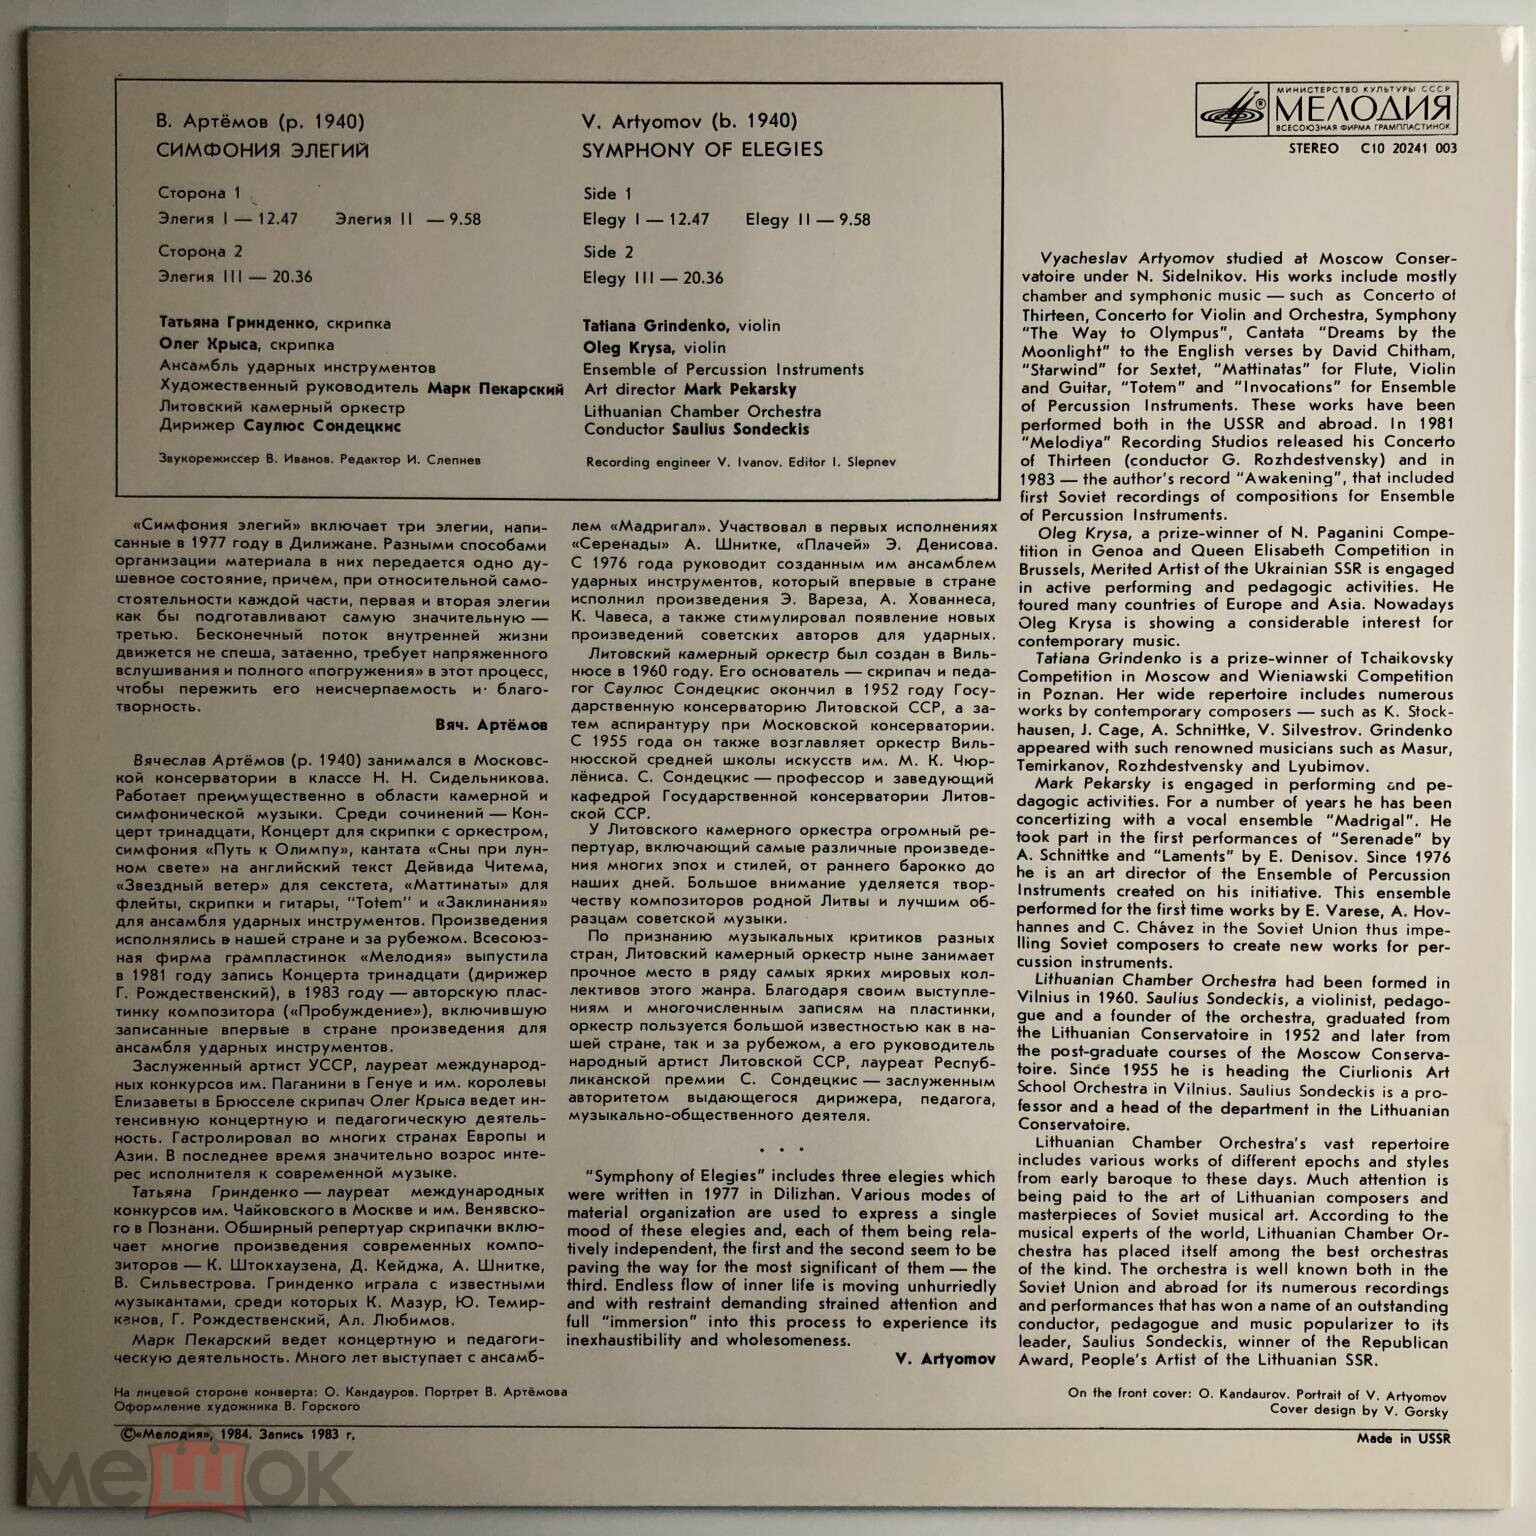 В. Артёмов (р. 1940)
СИМФОНИЯ ЭЛЕГИЙ
Сторона 1
Элегия I — 12.47 Элегия II — 9.58
Сторона 2
Элегия III — 20.36
Татьяна Гринденко, скрипка
Олег Крыса, скрипка
Ансамбль ударных инструментов
Художественный руководитель Марк Пекарский
Литовский камерный оркестр
Дирижер Саулюс Сондецкис
Звукорежиссер В. Иванов. Редактор И. Слепнев
V. Artyomov (b. 1940)
SYMPHONY OF ELEGIES
Side 1
Elegy I — 12.47 Elegy II — 9.58
Side 2
Elegy III — 20.36
Tatiana Grindenko, violin
Oleg Krysa, violin
Ensemble of Percussion Instruments
Art director Mark Pekarsky
Lithuanian Chamber Orchestra
Conductor Saulius Sondeckis
Recording engineer V. Ivanov. Editor I. Slepnev
МИНИСТЕРСТВО КУЛЬТУРЫ СССР
® МЕЛОДИЯ
ВСЕСОЮЗНАЯ ФИРМА ГРАМПЛАСТИНОК
STEREO C10 20241 003
«Симфония элегий» включает три элегии, напи-
санные в 1977 году в Дилижане. Разными способами
организации материала в них передается одно ду-
шевное состояние, причем, при относительной само-
стоятельности каждой части, первая и вторая элегии
как бы подготавливают самую значительную —
третью. Бесконечный поток внутренней жизни
движется не спеша, затаенно, требует напряженного
вслушивания и полного «погружения» в этот процесс,
чтобы пережить его неисчерпаемость и благо-
творность.
Вяч. Артёмов
Вячеслав Артёмов (р. 1940) занимался в Московс-
кой консерватории в классе Н. Н. Сидельникова.
Работает преимущественно в области камерной и
симфонической музыки. Среди сочинений — Кон-
церт тринадцати, Концерт для скрипки с оркестром,
симфония «Путь к Олимпу», кантата «Сны при лун-
ном свете» на английский текст Дейвида Читема,
«Звездный ветер» для секстета, «Маттинаты» для
флейты, скрипки и гитары, "Totem" и «Заклинания»
для ансамбля ударных инструментов. Произведения
исполнялись в нашей стране и за рубежом. Всесоюз-
ная фирма грампластинок «Мелодия» выпустила
в 1981 году запись Концерта тринадцати (дирижер
Г. Рождественский), в 1983 году — авторскую плас-
тинку композитора («Пробуждение»), включившую
записанные впервые в стране произведения для
ансамбля ударных инструментов.
Заслуженный артист УССР, лауреат международ-
ных конкурсов им. Паганини в Генуе и им. королевы
Елизаветы в Брюсселе скрипач Олег Крыса ведет ин-
тенсивную концертную и педагогическую деятель-
ность. Гастролировал во многих странах Европы и
Азии. В последнее время значительно возрос инте-
рес исполнителя к современной музыке.
Татьяна Гринденко — лауреат международных
конкурсов им. Чайковского в Москве и им. Венявско-
го в Познани. Обширный репертуар скрипачки вклю-
чает многие произведения современных компо-
зиторов — К. Штокхаузена, Д. Кейджа, А. Шнитке,
В. Сильвестрова. Гринденко играла с известными
музыкантами, среди которых К. Мазур, Ю. Темир-
канов, Г. Рождественский, Ал. Любимов.
Марк Пекарский ведет концертную и педагоги-
ческую деятельность. Много лет выступает с ансамб-
лем «Мадригал». Участвовал в первых исполнениях
«Серенады» А. Шнитке, «Плачей» Э. Денисова.
С 1976 года руководит созданным им ансамблем
ударных инструментов, который впервые в стране
исполнил произведения Э. Вареза, А. Хованнеса,
К. Чавеса, а также стимулировал появление новых
произведений советских авторов для ударных.
Литовский камерный оркестр был создан в Виль-
нюсе в 1960 году. Его основатель — скрипач и педа-
гог Саулюс Сондецкис окончил в 1952 году Госу-
дарственную консерваторию Литовской ССР, а за-
тем аспирантуру при Московской консерватории.
С 1955 года он также возглавляет оркестр Виль-
нюсской средней школы искусств им. М. К. Чюр-
лёниса. С. Сондецкис — профессор и заведующий
кафедрой Государственной консерватории Литов-
ской ССР.
У Литовского камерного оркестра огромный ре-
пертуар, включающий самые различные произведе-
ния многих эпох и стилей, от раннего барокко до
наших дней. Большое внимание уделяется твор-
честву композиторов родной Литвы и лучшим об-
разцам советской музыки.
По признанию музыкальных критиков разных
стран, Литовский камерный оркестр ныне занимает
прочное место в ряду самых ярких мировых кол-
лективов этого жанра. Благодаря своим выступле-
ниям и многочисленным записям на пластинки,
оркестр пользуется большой известностью как в на-
шей стране, так и за рубежом, а его руководитель
народный артист Литовской ССР, лауреат Респуб-
ликанской премии С. Сондецкис — заслуженным
авторитетом выдающегося дирижера, педагога,
музыкально-общественного деятеля.
. . .
"Symphony of Elegies" includes three elegies which
were written in 1977 in Dilizhan. Various modes of
material organization are used to express a single
mood of these elegies and, each of them being rela-
tively independent, the first and the second seem to be
paving the way for the most significant of them — the
third. Endless flow of inner life is moving unhurriedly
and with restraint demanding strained attention and
full "immersion" into this process to experience its
inexhaustibility and wholesomeness.
V. Artyomov
Vyacheslav Artyomov studied at Moscow Conser-
vatoire under N. Sidelnikov. His works include mostly
chamber and symphonic music — such as Concerto of
Thirteen, Concerto for Violin and Orchestra, Symphony
"The Way to Olympus", Cantata "Dreams by the
Moonlight" to the English verses by David Chitham,
"Starwind" for Sextet, "Mattinatas" for Flute, Violin
and Guitar, "Totem" and "Invocations" for Ensemble
of Percussion Instruments. These works have been
performed both in the USSR and abroad. In 1981
"Melodiya" Recording Studios released his Concerto
of Thirteen (conductor G. Rozhdestvensky) and in
1983 — the author's record "Awakening", that included
first Soviet recordings of compositions for Ensemble
of Percussion Instruments.
Oleg Krysa, a prize-winner of N. Paganini Compe-
tition in Genoa and Queen Elisabeth Competition in
Brussels, Merited Artist of the Ukrainian SSR is engaged
in active performing and pedagogic activities. He
toured many countries of Europe and Asia. Nowadays
Oleg Krysa is showing a considerable interest for
contemporary music.
Tatiana Grindenko is a prize-winner of Tchaikovsky
Competition in Moscow and Wieniawski Competition
in Poznan. Her wide repertoire includes numerous
works by contemporary composers — such as K. Stock-
hausen, J. Cage, A. Schnittke, V. Silvestrov. Grindenko
appeared with such renowned musicians such as Masur,
Temirkanov, Rozhdestvensky and Lyubimov.
Mark Pekarsky is engaged in performing and pe-
dagogic activities. For a number of years he has been
concertizing with a vocal ensemble "Madrigal". He
took part in the first performances of "Serenade" by
A. Schnittke and "Laments" by E. Denisov. Since 1976
he is an art director of the Ensemble of Percussion
Instruments created on his initiative. This ensemble
performed for the first time works by E. Varese, A. Hov-
hannes and C. Chávez in the Soviet Union thus impe-
lling Soviet composers to create new works for per-
cussion instruments.
Lithuanian Chamber Orchestra had been formed in
Vilnius in 1960. Saulius Sondeckis, a violinist, pedago-
gue and a founder of the orchestra, graduated from
the Lithuanian Conservatoire in 1952 and later from
the post-graduate courses of the Moscow Conserva-
toire. Since 1955 he is heading the Ciurlionis Art
School Orchestra in Vilnius. Saulius Sondeckis is a pro-
fessor and a head of the department in the Lithuanian
Conservatoire.
Lithuanian Chamber Orchestra's vast repertoire
includes various works of different epochs and styles
from early baroque to these days. Much attention is
being paid to the art of Lithuanian composers and
masterpieces of Soviet musical art. According to the
musical experts of the world, Lithuanian Chamber Or-
chestra has placed itself among the best orchestras
of the kind. The orchestra is well known both in the
Soviet Union and abroad for its numerous recordings
and performances that has won a name of an outstanding
conductor, pedagogue and music popularizer to its
leader, Saulius Sondeckis, winner of the Republican
Award, People's Artist of the Lithuanian SSR.
На лицевой стороне конверта: О. Кандауров. Портрет В. Артёмова
Оформление художника В. Горского
On the front cover: O. Kandaurov. Portrait of V. Artyomov
Cover design by V. Gorsky
©«Мелодия», 1984. Запись 1983 г.
Made in USSR
мешок